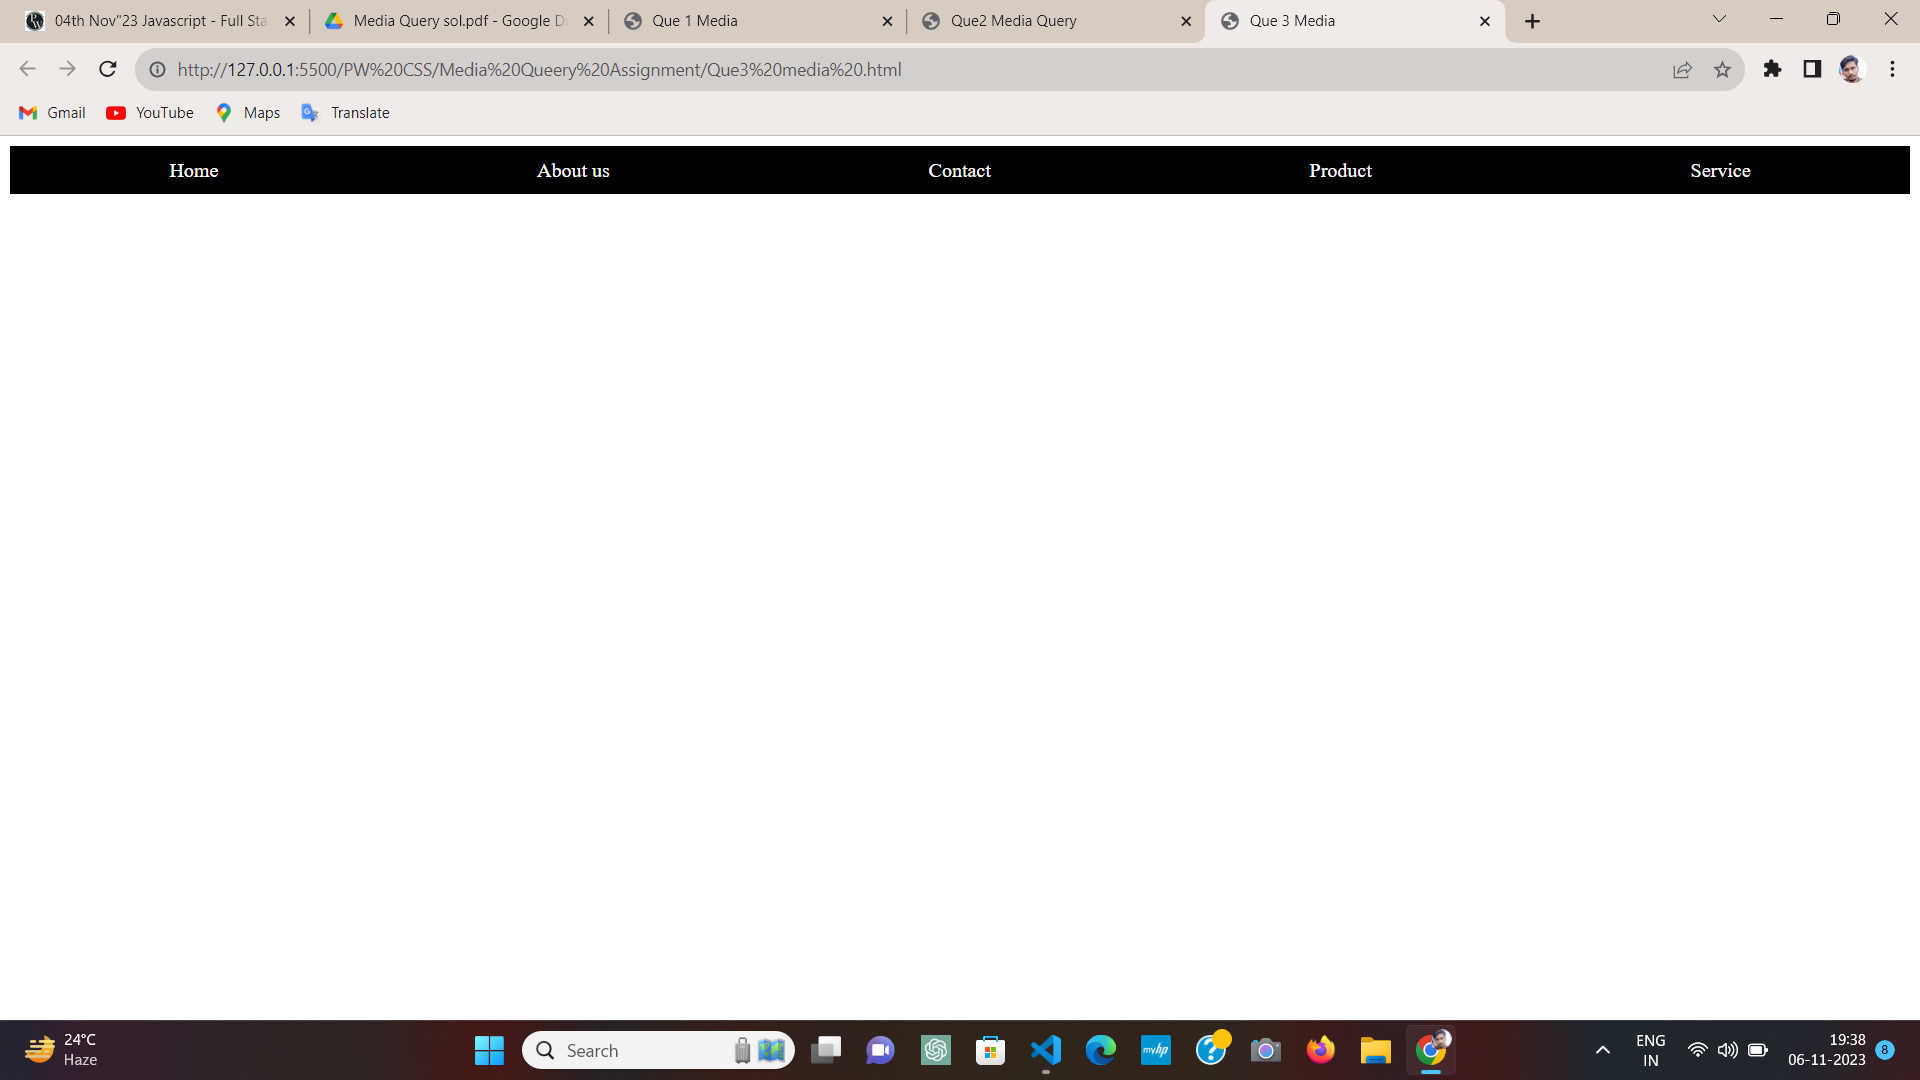 04th Nov"23 Javascript - Full Sta
Media Query sol.pdf - Google D
Que 1 Media
Que2 Media Query
Que 3 Media
http://127.0.0.1:5500/PW%20CSS/Media%20Queery%20Assignment/Que3%20media%20.html
Gmail
YouTube
Maps
Translate
Home
About us
Contact
Product
Service
24°C
Haze
Search
myhp
ENG
IN
19:38
06-11-2023
8